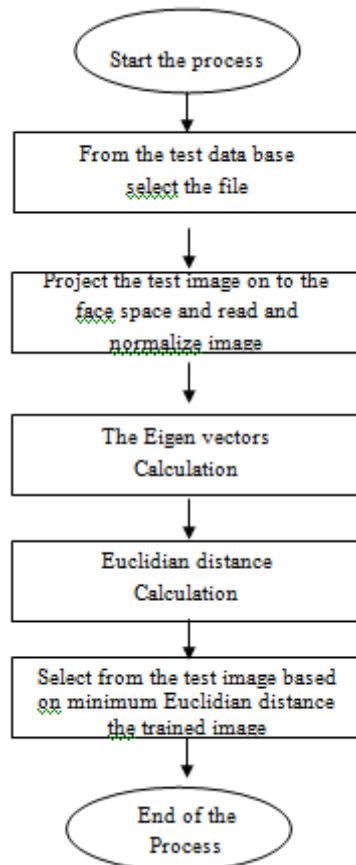 Start the process
From the test data base
select the file
Project the test image on to the
face space and read and
normalize image
The Eigen vectors
Calculation
Euclidian distance
Calculation
Select from the test image based
on minimum Euclidian distance
the trained image
End of the
Process